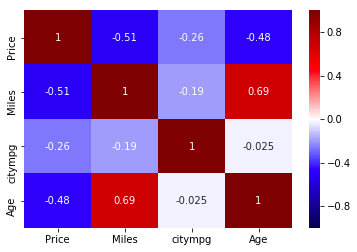 Price 1 -0.51 -0.26 -0.48 0.8
Miles -0.51 1 -0.19 0.69 0.4
0.0
citympg -0.26 -0.19 1 -0.025 -0.4
Age -0.48 0.69 -0.025 1 -0.8
Price Miles citympg Age